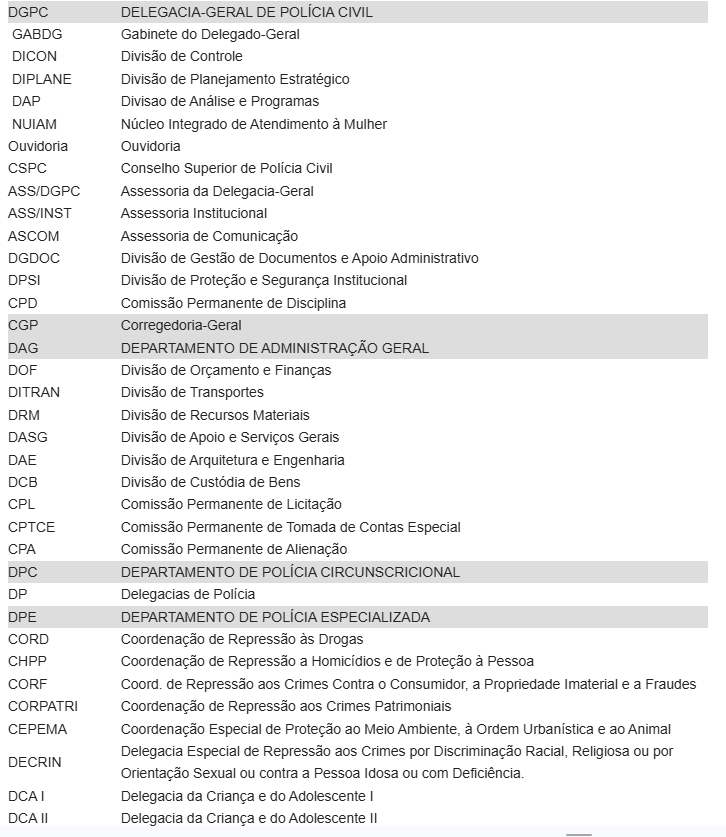 DGPC DELEGACIA-GERAL DE POLÍCIA CIVIL
GABDG Gabinete do Delegado-Geral
DICON Divisão de Controle
DIPLANE Divisão de Planejamento Estratégico
DAP Divisao de Análise e Programas
NUIAM Núcleo Integrado de Atendimento à Mulher
Ouvidoria Ouvidoria
CSPC Conselho Superior de Polícia Civil
ASS/DGPC Assessoria da Delegacia-Geral
ASS/INST Assessoria Institucional
ASCOM Assessoria de Comunicação
DGDOC Divisão de Gestão de Documentos e Apoio Administrativo
DPSI Divisão de Proteção e Segurança Institucional
CPD Comissão Permanente de Disciplina
CGP Corregedoria-Geral
DAG DEPARTAMENTO DE ADMINISTRAÇÃO GERAL
DOF Divisão de Orçamento e Finanças
DITRAN Divisão de Transportes
DRM Divisão de Recursos Materiais
DASG Divisão de Apoio e Serviços Gerais
DAE Divisão de Arquitetura e Engenharia
DCB Divisão de Custódia de Bens
CPL Comissão Permanente de Licitação
CPTCE Comissão Permanente de Tomada de Contas Especial
CPA Comissão Permanente de Alienação
DPC DEPARTAMENTO DE POLÍCIA CIRCUNSCRICIONAL
DP Delegacias de Polícia
DPE DEPARTAMENTO DE POLÍCIA ESPECIALIZADA
CORD Coordenação de Repressão às Drogas
CHPP Coordenação de Repressão a Homicídios e de Proteção à Pessoa
CORF Coord. de Repressão aos Crimes Contra o Consumidor, a Propriedade Imaterial e a Fraudes
CORPATRI Coordenação de Repressão aos Crimes Patrimoniais
CEPEMA Coordenação Especial de Proteção ao Meio Ambiente, à Ordem Urbanística e ao Animal
DECRIN Delegacia Especial de Repressão aos Crimes por Discriminação Racial, Religiosa ou por
Orientação Sexual ou contra a Pessoa Idosa ou com Deficiência.
DCA I Delegacia da Criança e do Adolescente I
DCA II Delegacia da Criança e do Adolescente II